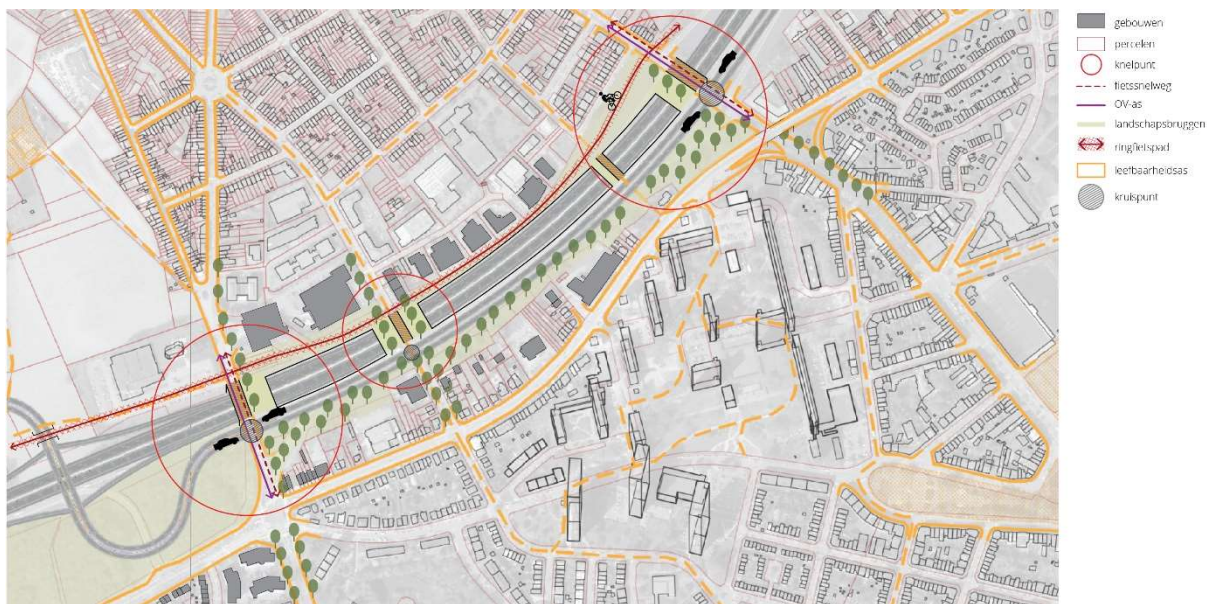 gebouwen
percelen
knelpunt
fietssnelweg
OV-as
landschapsbruggen
ringfietspad
leefbaarheidsas
kruispunt